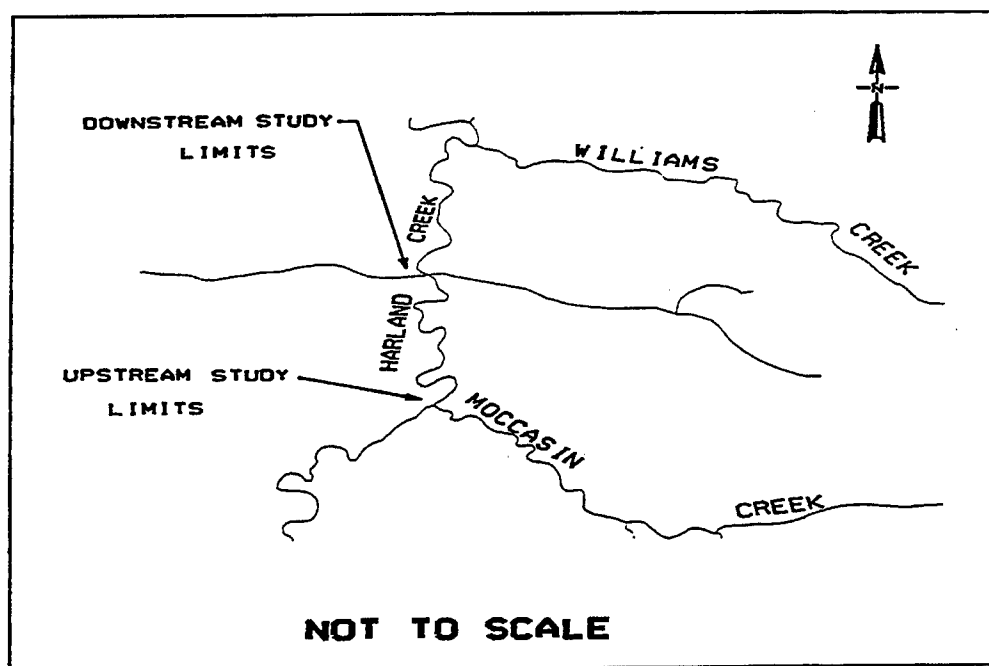 N
DOWNSTREAM STUDY
LIMITS
WILLIAMS
CREEK
CREEK
HARLAND
UPSTREAM STUDY
LIMITS
MOCCASIN
CREEK
NOT TO SCALE